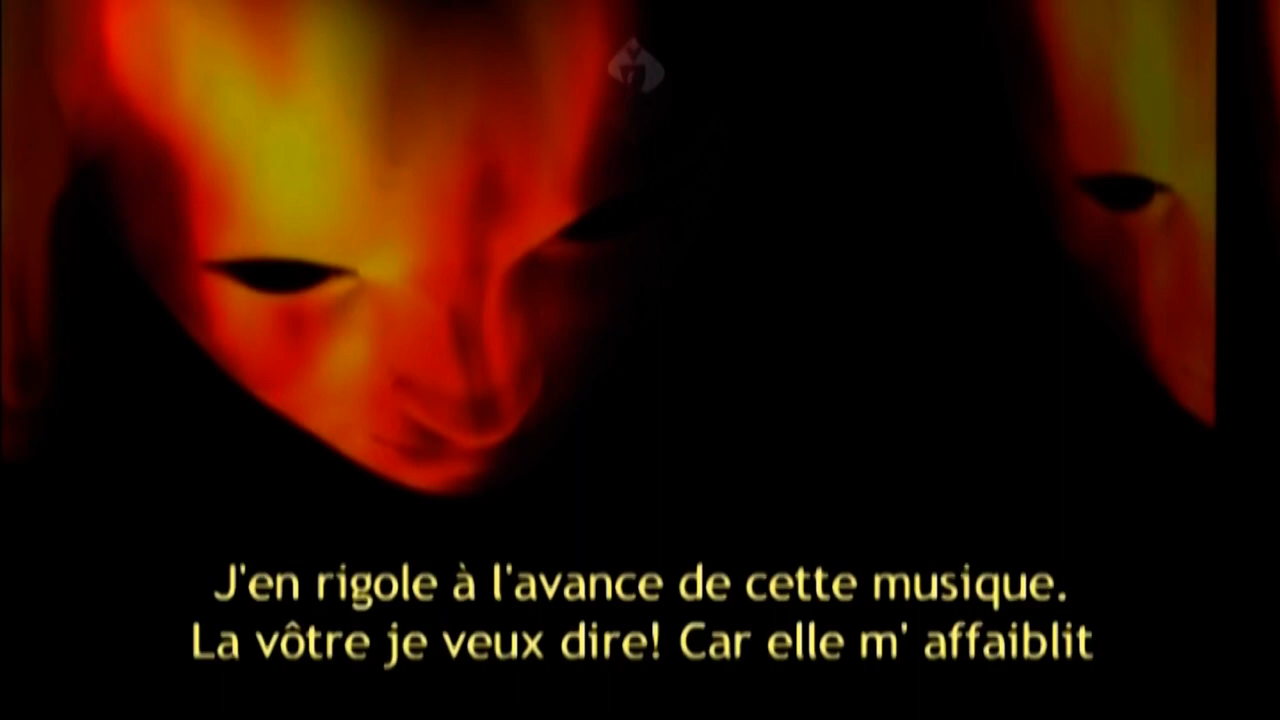 J'en rigole à l'avance de cette musique.
La vôtre je veux dire! Car elle m' affaiblit